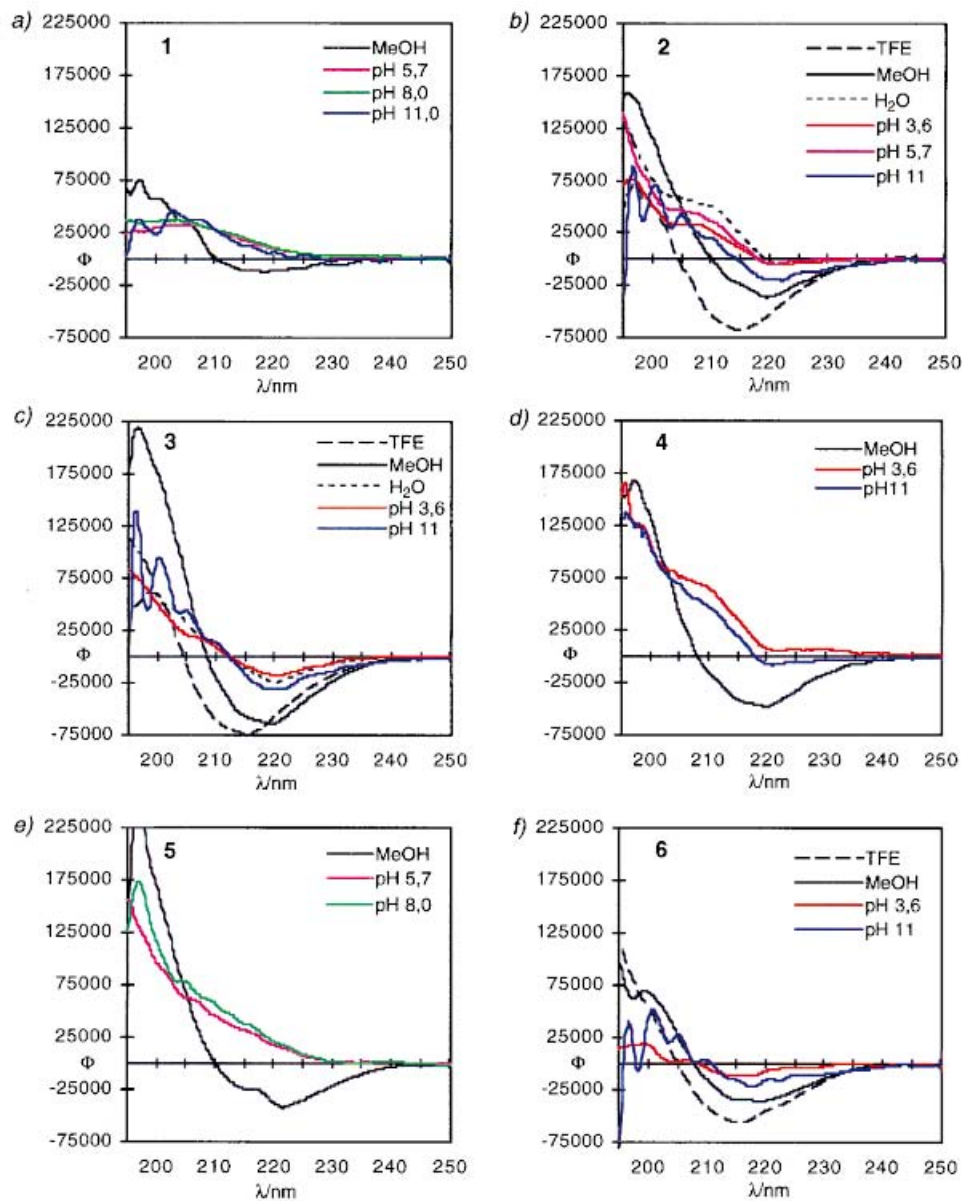 a)
1
225000
175000
125000
75000
25000
Φ
-25000
-75000
200 210 220 230 240 250
λ/nm
MeOH
pH 5,7
pH 8,0
pH 11,0
b)
2
225000
175000
125000
75000
25000
Φ
-25000
-75000
200 210 220 230 240 250
λ/nm
TFE
MeOH
H₂O
pH 3,6
pH 5,7
pH 11
c)
3
225000
175000
125000
75000
25000
Φ
-25000
-75000
200 210 220 230 240 250
λ/nm
TFE
MeOH
H₂O
pH 3,6
pH 11
d)
4
225000
175000
125000
75000
25000
Φ
-25000
-75000
200 210 220 230 240 250
λ/nm
MeOH
pH 3,6
pH11
e)
5
225000
175000
125000
75000
25000
Φ
-25000
-75000
200 210 220 230 240 250
λ/nm
MeOH
pH 5,7
pH 8,0
f)
6
225000
175000
125000
75000
25000
Φ
-25000
-75000
200 210 220 230 240 250
λ/nm
TFE
MeOH
pH 3,6
pH 11